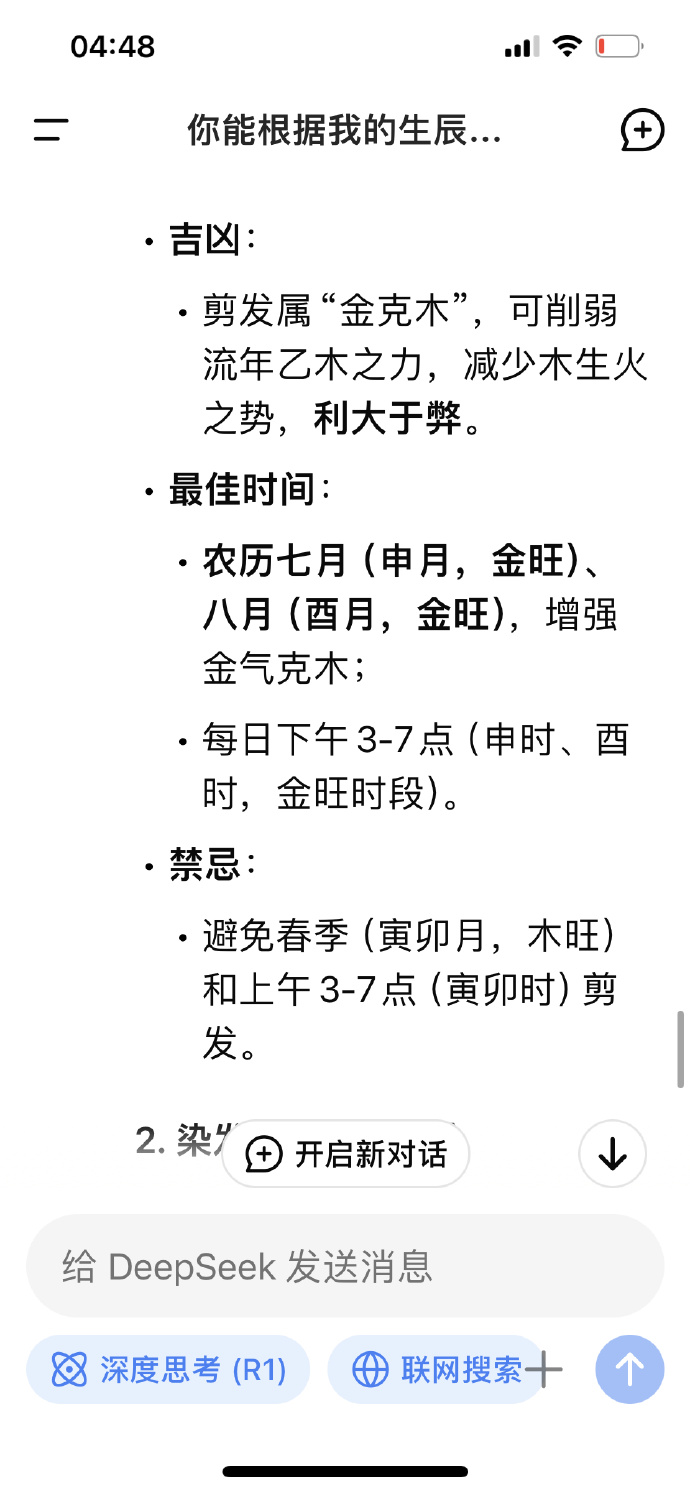 04:48
你能根据我的生辰...
• 吉凶：
• 剪发属“金克木”，可削弱
流年乙木之力，减少木生火
之势，利大于弊。
• 最佳时间：
• 农历七月（申月，金旺）、
八月（酉月，金旺），增强
金气克木；
• 每日下午 3-7点（申时、酉
时，金旺时段）。
• 禁忌：
• 避免春季（寅卯月，木旺）
和上午 3-7点（寅卯时）剪
发。
2. 染
开启新对话
给 DeepSeek 发送消息
深度思考 (R1)
联网搜索